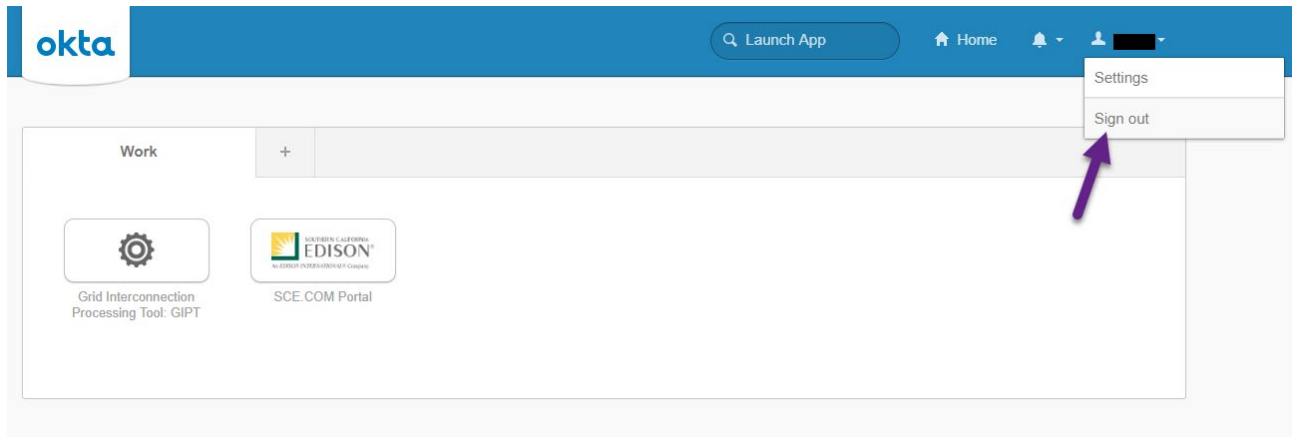 okta
Launch App
Home
Settings
Sign out
Work
+
SOUTHERN CALIFORNIA
EDISON®
An EDISON INTERNATIONAL® Company
Grid Interconnection
Processing Tool: GIPT
SCE.COM Portal